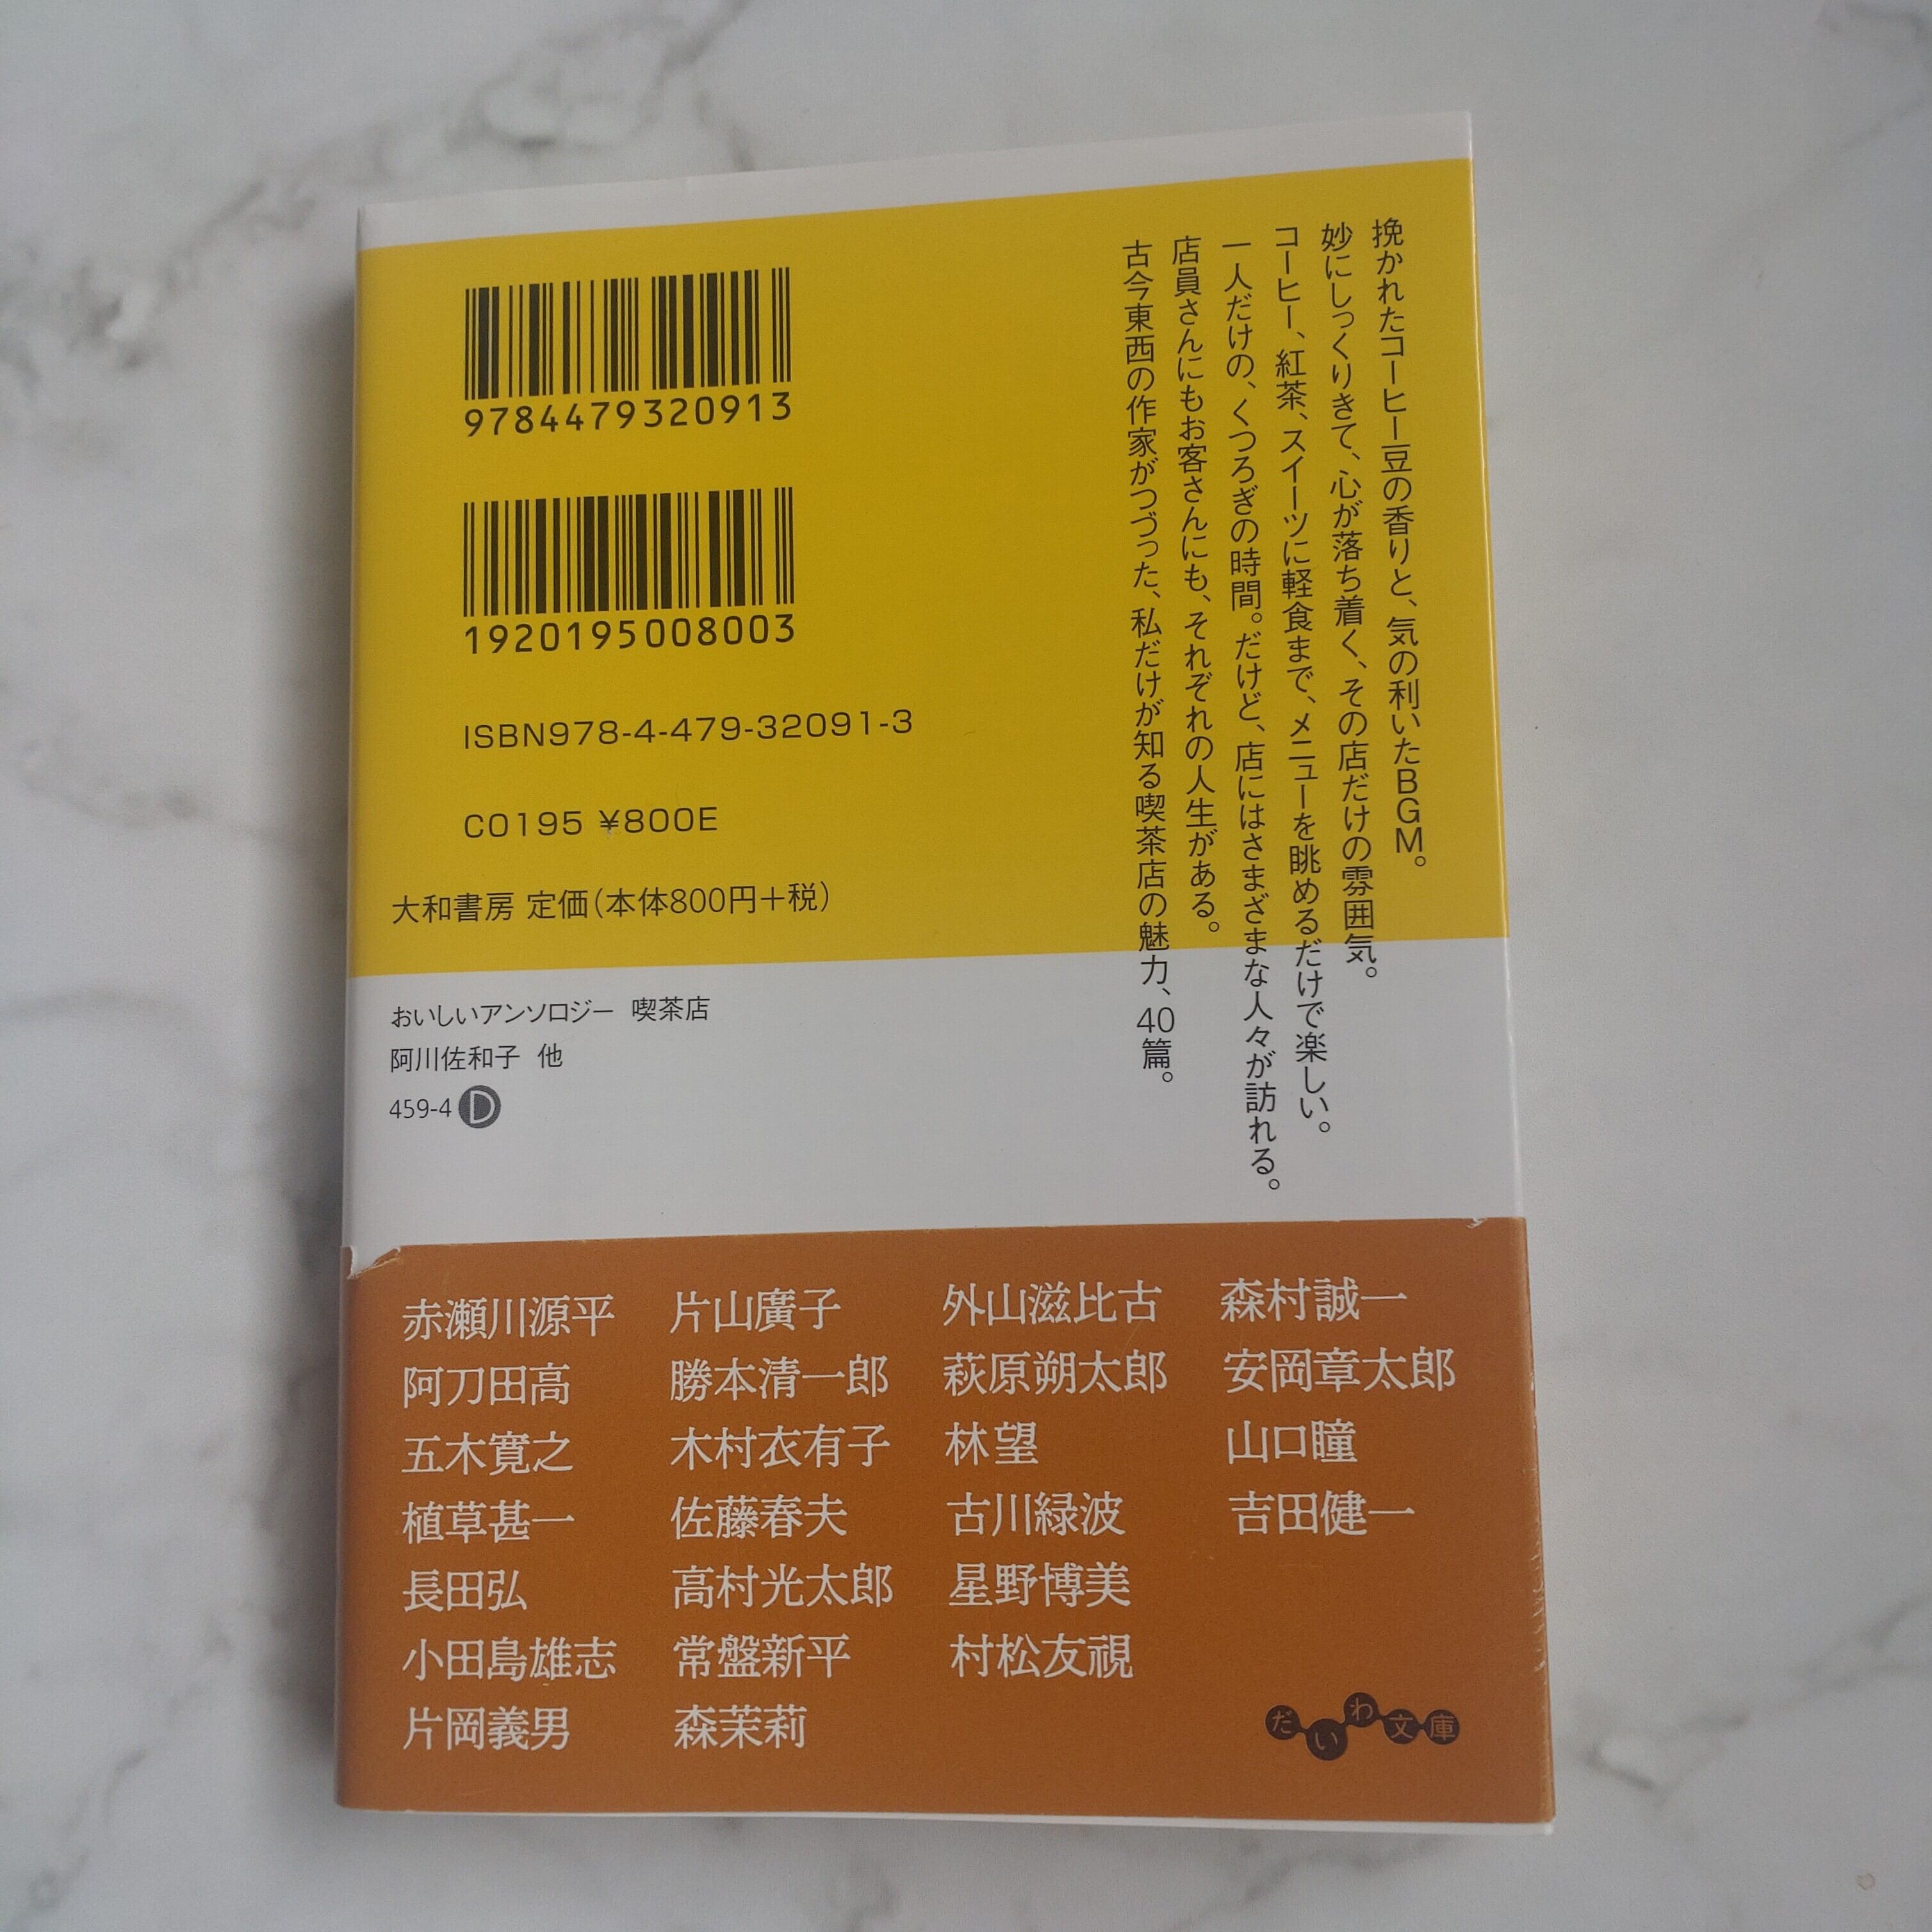 挽かれたコーヒー豆の香りと、気の利いたBGM。
妙にしっくりきて、心が落ち着く、その店だけの雰囲気。
コーヒー、紅茶、スイーツに軽食まで、メニューを眺めるだけで楽しい。
一人だけの、くつろぎの時間。だけど、店にはさまざまな人々が訪れる。
店員さんにもお客さんにも、それぞれの人生がある。
古今東西の作家がつづった、私だけが知る喫茶店の魅力、40篇。
9784479320913
1920195008003
ISBN978-4-479-32091-3
C0195 ¥800E
大和書房 定価(本体800円+税)
おいしいアンソロジー 喫茶店
阿川佐和子 他
459-4 D
赤瀬川源平
阿刀田高
五木寛之
植草甚一
長田弘
小田島雄志
片岡義男
片山廣子
勝本清一郎
木村衣有子
佐藤春夫
高村光太郎
常盤新平
森茉莉
外山滋比古
萩原朔太郎
林望
古川緑波
星野博美
村松友視
森村誠一
安岡章太郎
山口瞳
吉田健一
だいわ文庫